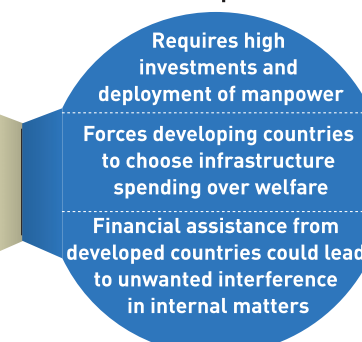 Requires high
investments and
deployment of manpower
Forces developing countries
to choose infrastructure
spending over welfare
Financial assistance from
developed countries could lead
to unwanted interference
in internal matters